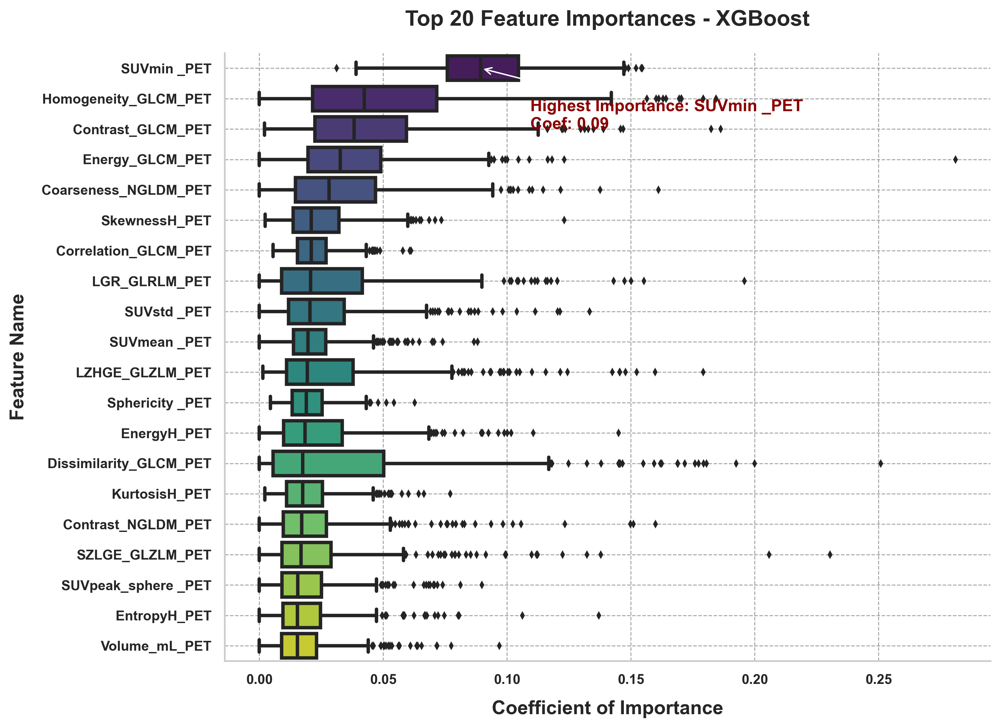 Top 20 Feature Importances - XGBoost
SUVmin _PET
Homogeneity_GLCM_PET
Highest Importance: SUVmin _PET
Coef: 0.09
Contrast_GLCM_PET
Energy_GLCM_PET
Coarseness_NGLDM_PET
SkewnessH_PET
Correlation_GLCM_PET
LGR_GLRLM_PET
SUVstd _PET
SUVmean _PET
LZHGE_GLZLM_PET
Sphericity _PET
EnergyH_PET
Dissimilarity_GLCM_PET
KurtosisH_PET
Contrast_NGLDM_PET
SZLGE_GLZLM_PET
SUVpeak_sphere _PET
EntropyH_PET
Volume_mL_PET
Feature Name
0.00 0.05 0.10 0.15 0.20 0.25
Coefficient of Importance